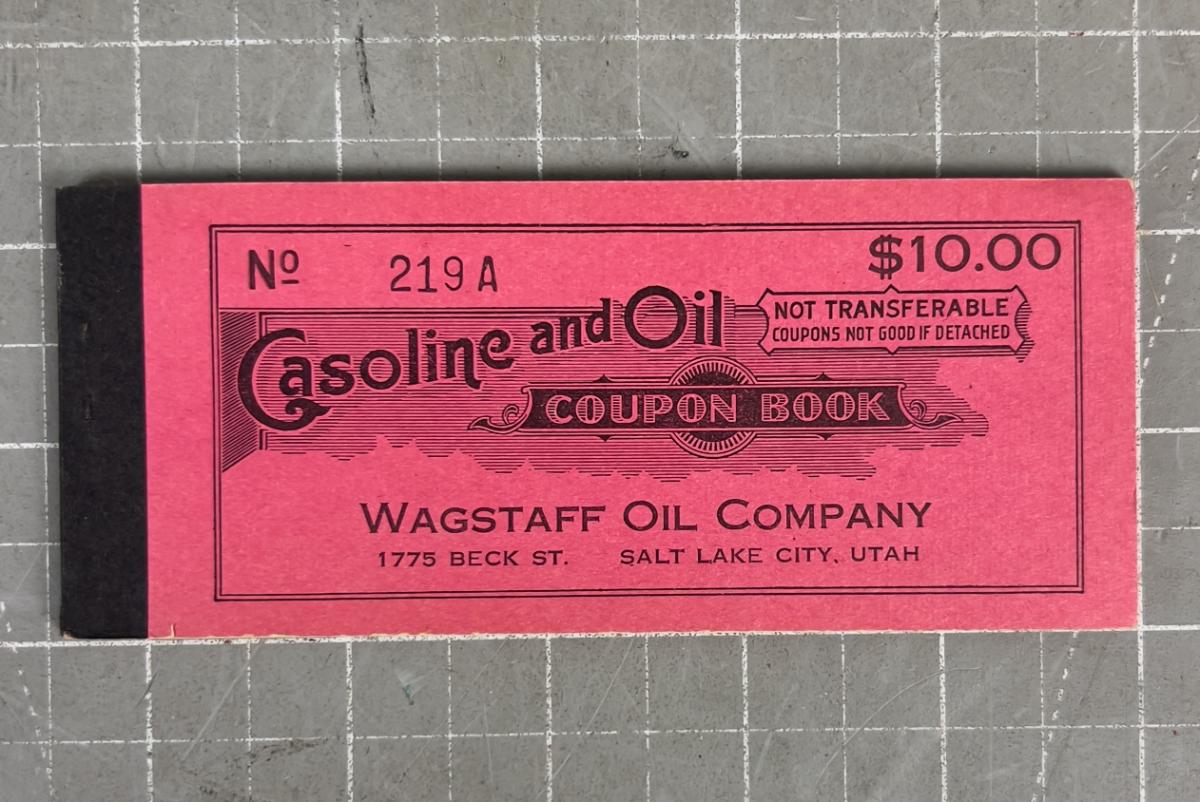 Nº 219 A
$10.00
Gasoline and Oil
NOT TRANSFERABLE
COUPONS NOT GOOD IF DETACHED
COUPON BOOK
WAGSTAFF OIL COMPANY
1775 BECK ST. SALT LAKE CITY, UTAH